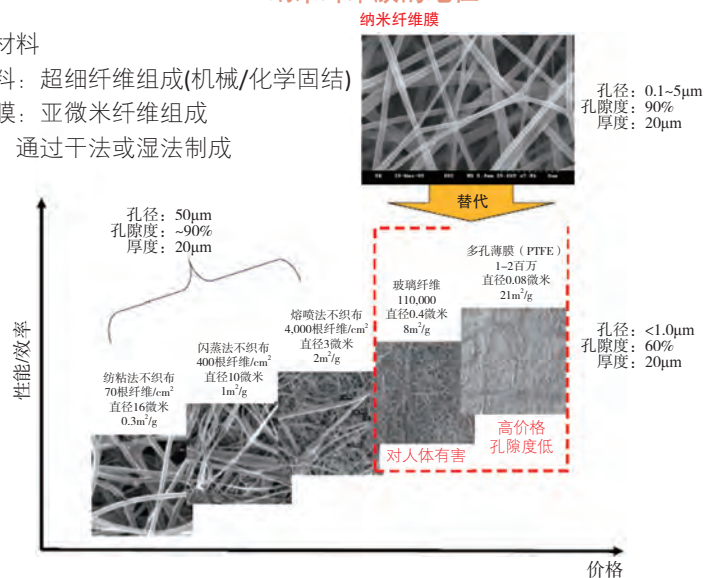 纳米纤维膜
材料
料：超细纤维组成(机械/化学固结)
膜：亚微米纤维组成
通过干法或湿法制成
孔径：0.1~5μm
孔隙度：90%
厚度：20μm
替代
孔径：50μm
孔隙度：~90%
厚度：20μm
多孔薄膜（PTFE）
1-2百万
直径0.08微米
21m²/g
玻璃纤维
110,000
直径0.4微米
8m²/g
熔喷法不织布
4,000根纤维/cm²
直径3微米
2m²/g
闪蒸法不织布
400根纤维/cm²
直径10微米
1m²/g
纺粘法不织布
70根纤维/cm²
直径16微米
0.3m²/g
孔径：<1.0μm
孔隙度：60%
厚度：20μm
对人体有害
高价格
孔隙度低
性能/效率
价格